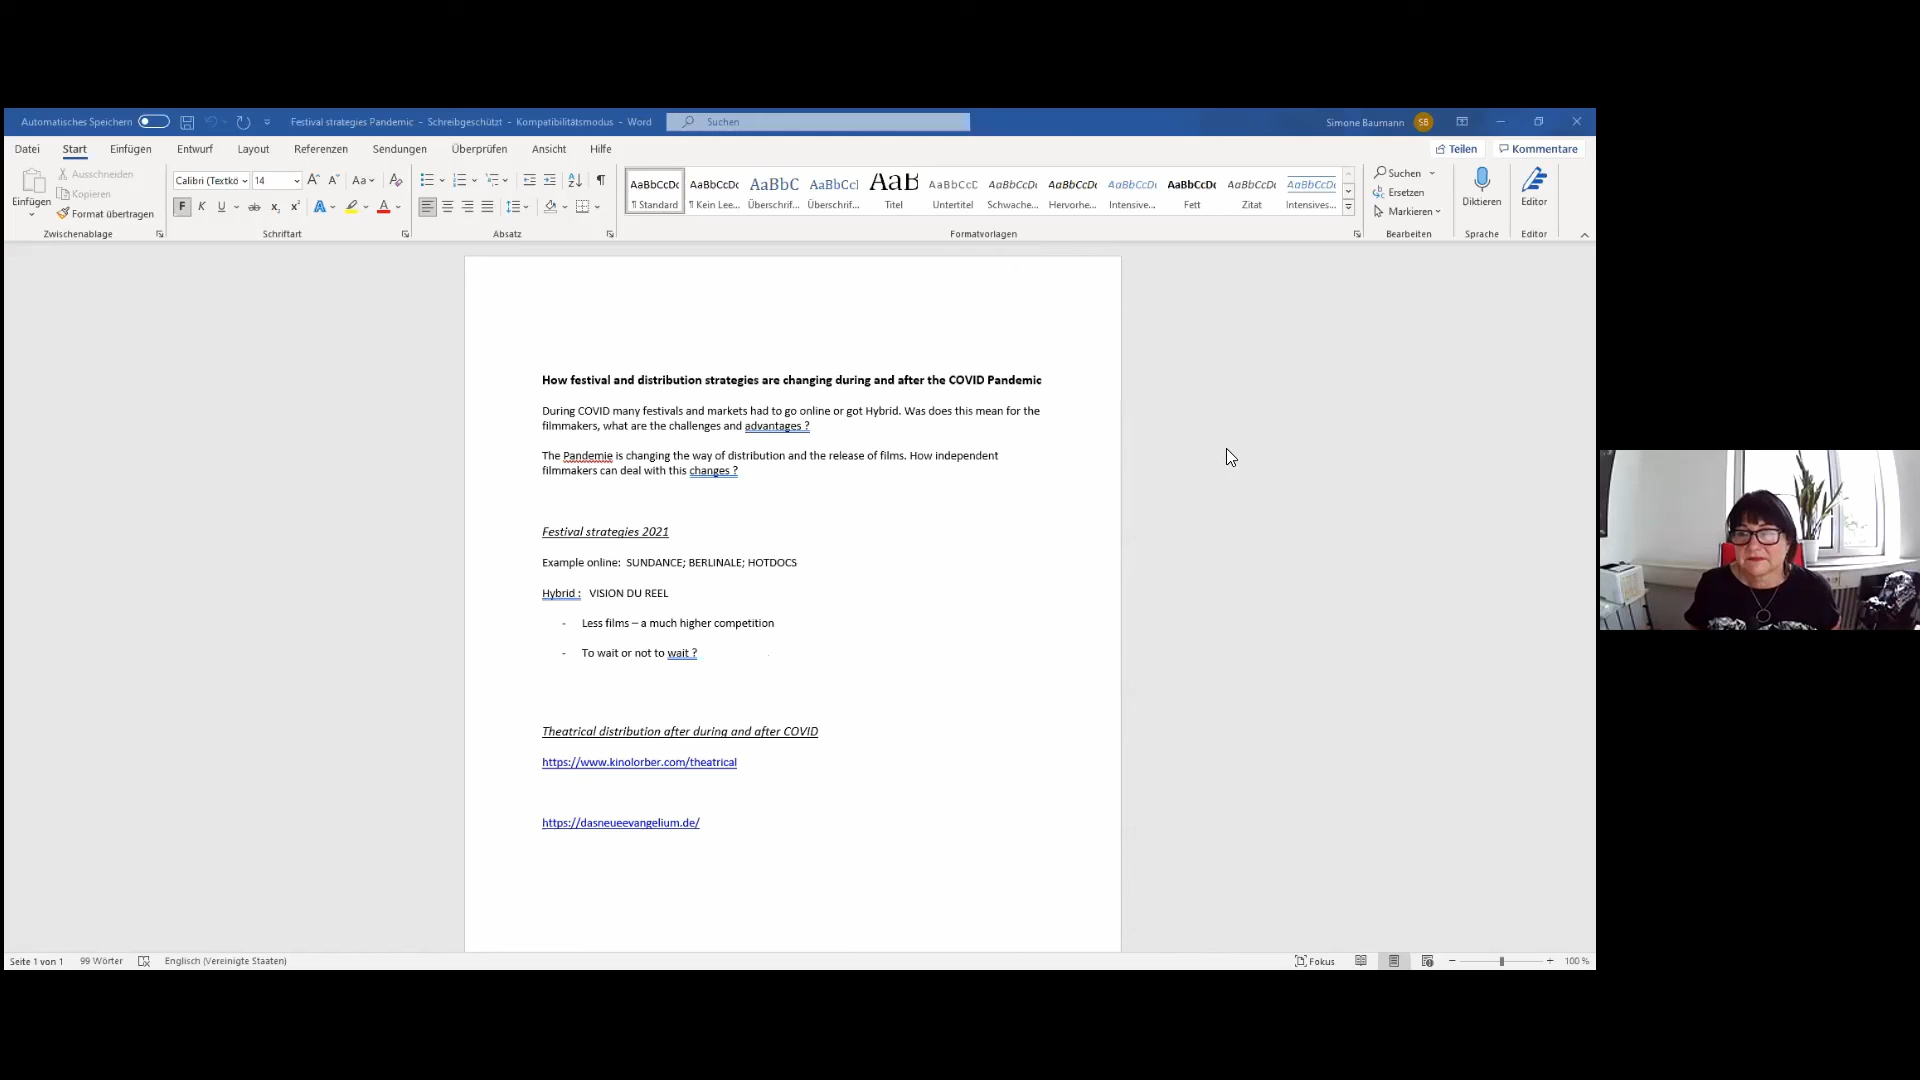 Automatisches Speichern
Festival strategies Pandemic - Schreibgeschützt - Kompatibilitätsmodus - Word
Suchen
Simone Baumann SB
Datei Start Einfügen Entwurf Layout Referenzen Sendungen Überprüfen Ansicht Hilfe
Teilen Kommentare
Einfügen
Ausschneiden
Kopieren
Format übertragen
Zwischenablage
Calibri (Textkö 14
F K U ab x₂ x²
Schriftart
Absatz
AaBbCcDc AaBbCcDc AaBbC AaBbCcI AaB AaBbCcC AaBbCcDc AaBbCcDc AaBbCcDc AaBbCcDc AaBbCcDc AaBbCcDc
¶ Standard ¶ Kein Lee... Überschrif... Überschrif... Titel Untertitel Schwache... Hervorhe... Intensive... Fett Zitat Intensives...
Formatvorlagen
Suchen
Ersetzen
Markieren
Bearbeiten
Diktieren
Sprache
Editor
Editor
How festival and distribution strategies are changing during and after the COVID Pandemic
During COVID many festivals and markets had to go online or got Hybrid. Was does this mean for the
filmmakers, what are the challenges and advantages ?
The Pandemie is changing the way of distribution and the release of films. How independent
filmmakers can deal with this changes ?
Festival strategies 2021
Example online: SUNDANCE; BERLINALE; HOTDOCS
Hybrid : VISION DU REEL
- Less films – a much higher competition
- To wait or not to wait ?
Theatrical distribution after during and after COVID
https://www.kinolorber.com/theatrical
https://dasneueevangelium.de/
Seite 1 von 1 99 Wörter Englisch (Vereinigte Staaten)
Fokus
100 %